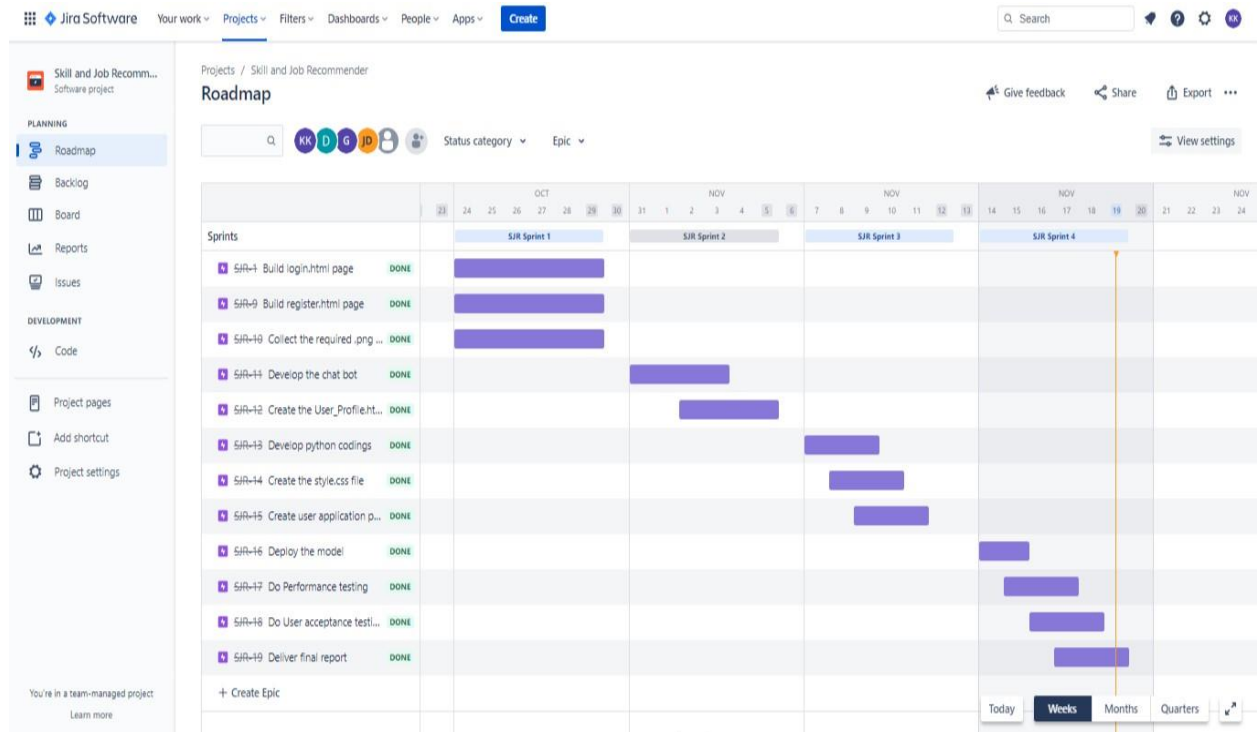 Jira Software Your work Projects Filters Dashboards People Apps Create Search KK
Skill and Job Recomm...
Software project
PLANNING
Roadmap
Backlog
Board
Reports
Issues
DEVELOPMENT
Code
Project pages
Add shortcut
Project settings
You're in a team-managed project
Learn more
Projects / Skill and Job Recommender
Roadmap
Give feedback Share Export
KK D G JD Status category Epic View settings
OCT NOV NOV NOV NOV
23 24 25 26 27 28 29 30 31 1 2 3 4 5 6 7 8 9 10 11 12 13 14 15 16 17 18 19 20 21 22 23 24
Sprints SJR Sprint 1 SJR Sprint 2 SJR Sprint 3 SJR Sprint 4
SJR-1 Build login.html page DONE
SJR-9 Build register.html page DONE
SJR-10 Collect the required .png ... DONE
SJR-11 Develop the chat bot DONE
SJR-12 Create the User_Profile.ht... DONE
SJR-13 Develop python codings DONE
SJR-14 Create the style.css file DONE
SJR-15 Create user application p... DONE
SJR-16 Deploy the model DONE
SJR-17 Do Performance testing DONE
SJR-18 Do User acceptance testi... DONE
SJR-19 Deliver final report DONE
+ Create Epic
Today Weeks Months Quarters